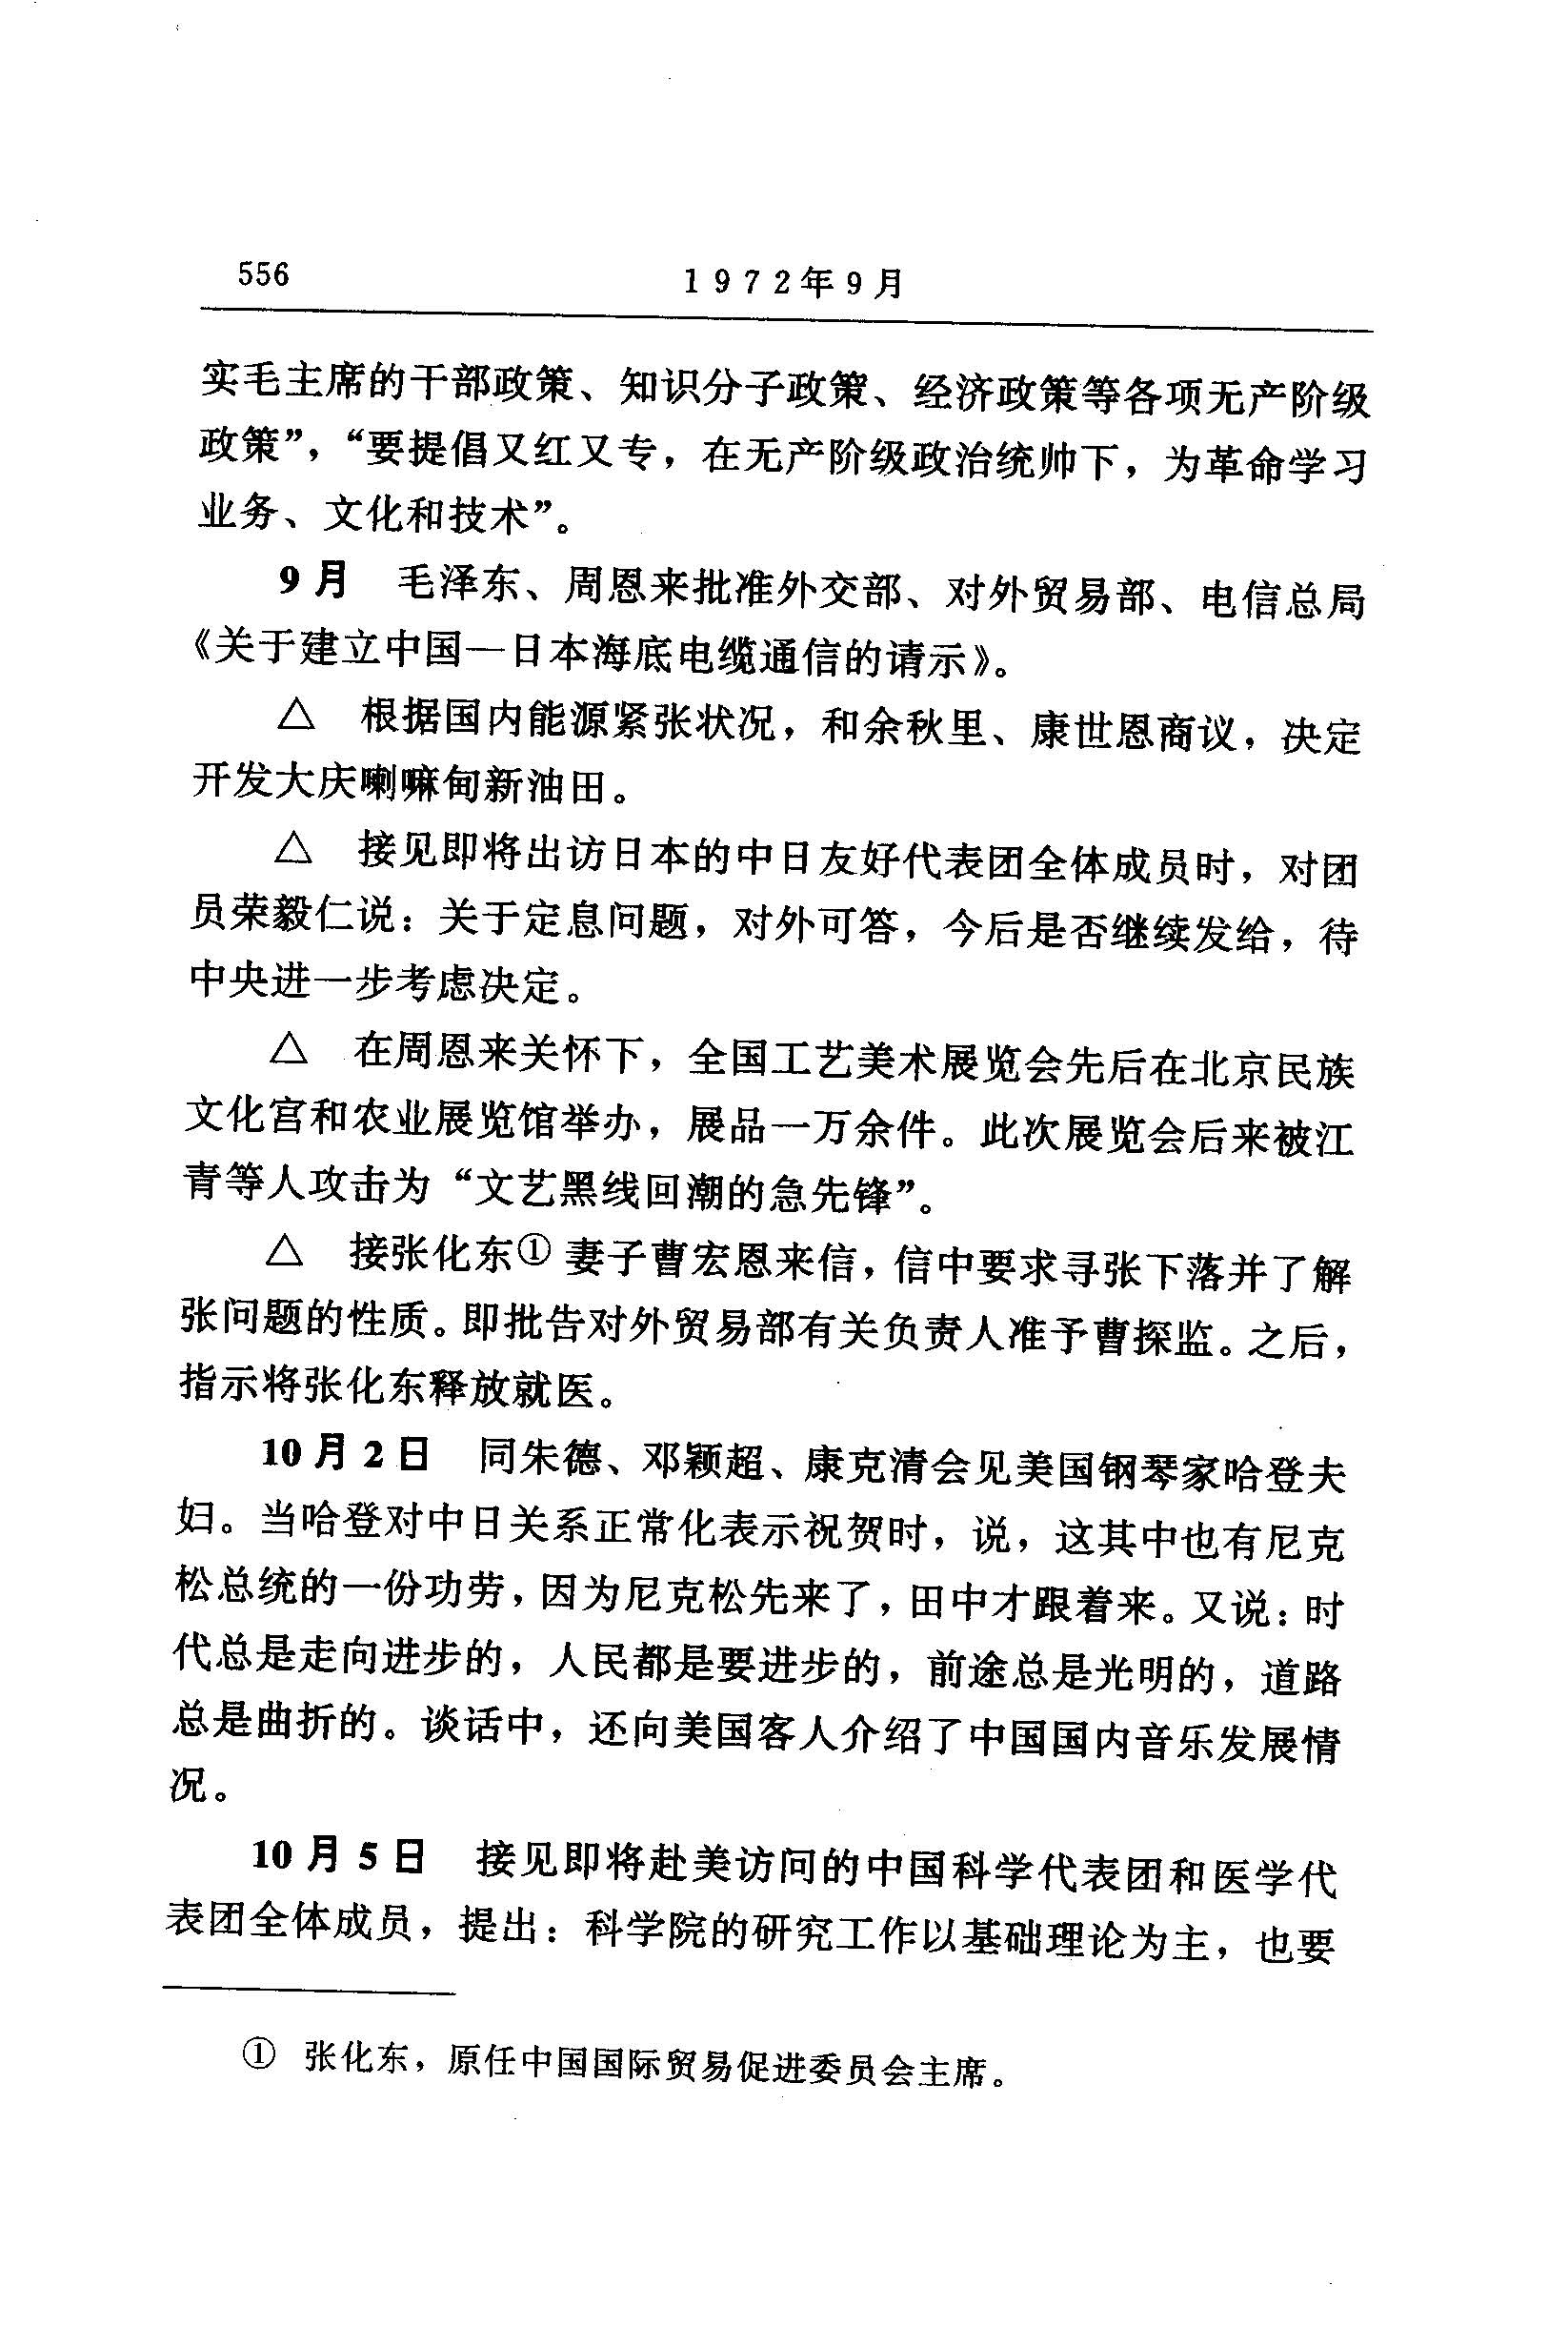 556
1972年9月
实毛主席的干部政策、知识分子政策、经济政策等各项无产阶级
政策”，“要提倡又红又专，在无产阶级政治统帅下，为革命学习
业务、文化和技术”。
9月　毛泽东、周恩来批准外交部、对外贸易部、电信总局
《关于建立中国—日本海底电缆通信的请示》。
△　根据国内能源紧张状况，和余秋里、康世恩商议，决定
开发大庆喇嘛甸新油田。
△　接见即将出访日本的中日友好代表团全体成员时，对团
员荣毅仁说：关于定息问题，对外可答，今后是否继续发给，待
中央进一步考虑决定。
△　在周恩来关怀下，全国工艺美术展览会先后在北京民族
文化宫和农业展览馆举办，展品一万余件。此次展览会后来被江
青等人攻击为“文艺黑线回潮的急先锋”。
△　接张化东①妻子曹宏恩来信，信中要求寻张下落并了解
张问题的性质。即批告对外贸易部有关负责人准予曹探监。之后，
指示将张化东释放就医。
10月2日　同朱德、邓颖超、康克清会见美国钢琴家哈登夫
妇。当哈登对中日关系正常化表示祝贺时，说，这其中也有尼克
松总统的一份功劳，因为尼克松先来了，田中才跟着来。又说：时
代总是走向进步的，人民都是要进步的，前途总是光明的，道路
总是曲折的。谈话中，还向美国客人介绍了中国国内音乐发展情
况。
10月5日　接见即将赴美访问的中国科学代表团和医学代
表团全体成员，提出：科学院的研究工作以基础理论为主，也要
①　张化东，原任中国国际贸易促进委员会主席。